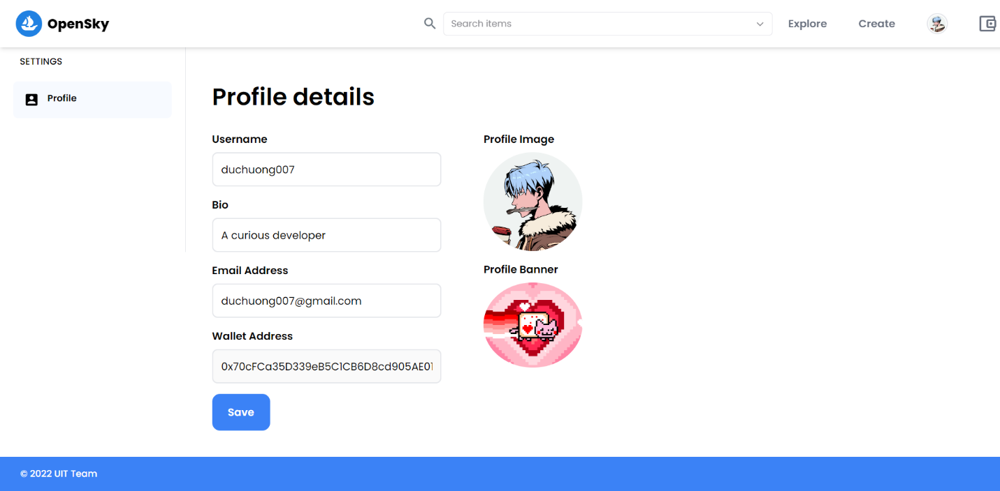 OpenSky
Search items
Explore
Create
SETTINGS
Profile
Profile details
Username
duchuong007
Bio
A curious developer
Email Address
duchuong007@gmail.com
Wallet Address
0x70cFCa35D339eB5C1CB6D8cd905AE01
Save
Profile Image
Profile Banner
© 2022 UIT Team